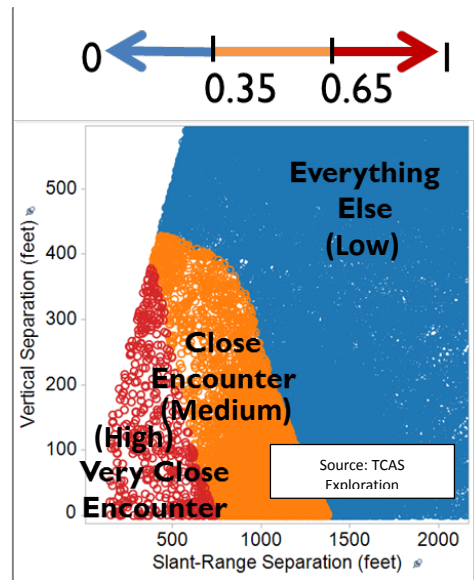 0
0.35
0.65
I
Everything
Else
(Low)
Close
Encounter
(Medium)
(High)
Very Close
Encounter
Source: TCAS
Exploration
Vertical Separation (feet)
500
400
300
200
100
0
500
1000
1500
2000
Slant-Range Separation (feet)